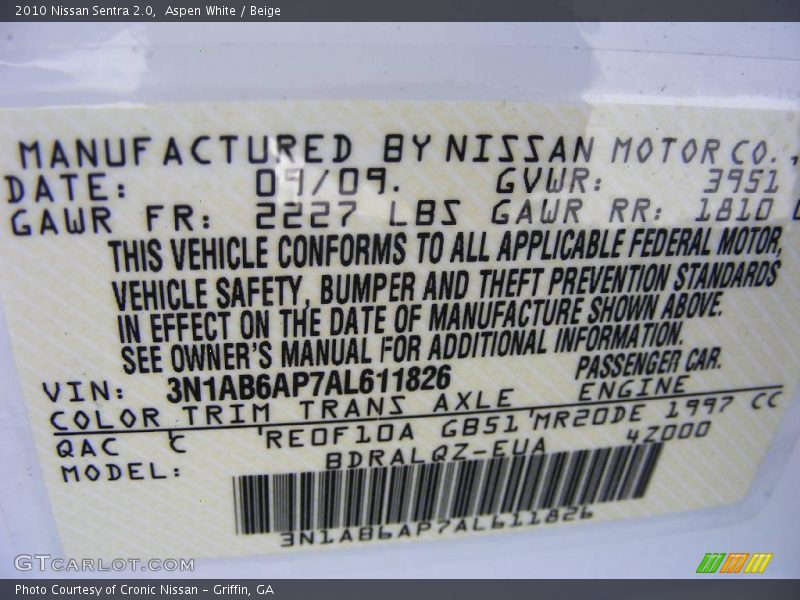 2010 Nissan Sentra 2.0, Aspen White / Beige
MANUFACTURED BY NISSAN MOTOR CO.,
DATE: 09/09. GVWR: 3951
GAWR FR: 2227 LBS GAWR RR: 1810
THIS VEHICLE CONFORMS TO ALL APPLICABLE FEDERAL MOTOR,
VEHICLE SAFETY, BUMPER AND THEFT PREVENTION STANDARDS
IN EFFECT ON THE DATE OF MANUFACTURE SHOWN ABOVE.
SEE OWNER'S MANUAL FOR ADDITIONAL INFORMATION.
VIN: 3N1AB6AP7AL611826 PASSENGER CAR.
COLOR TRIM TRANS AXLE ENGINE
QAC C RE0F10A GB51 MR20DE 1997 CC
MODEL: BDRALQZ-EUA 4Z000
3N1AB6AP7AL611826
GTCARLOT.COM
Photo Courtesy of Cronic Nissan - Griffin, GA